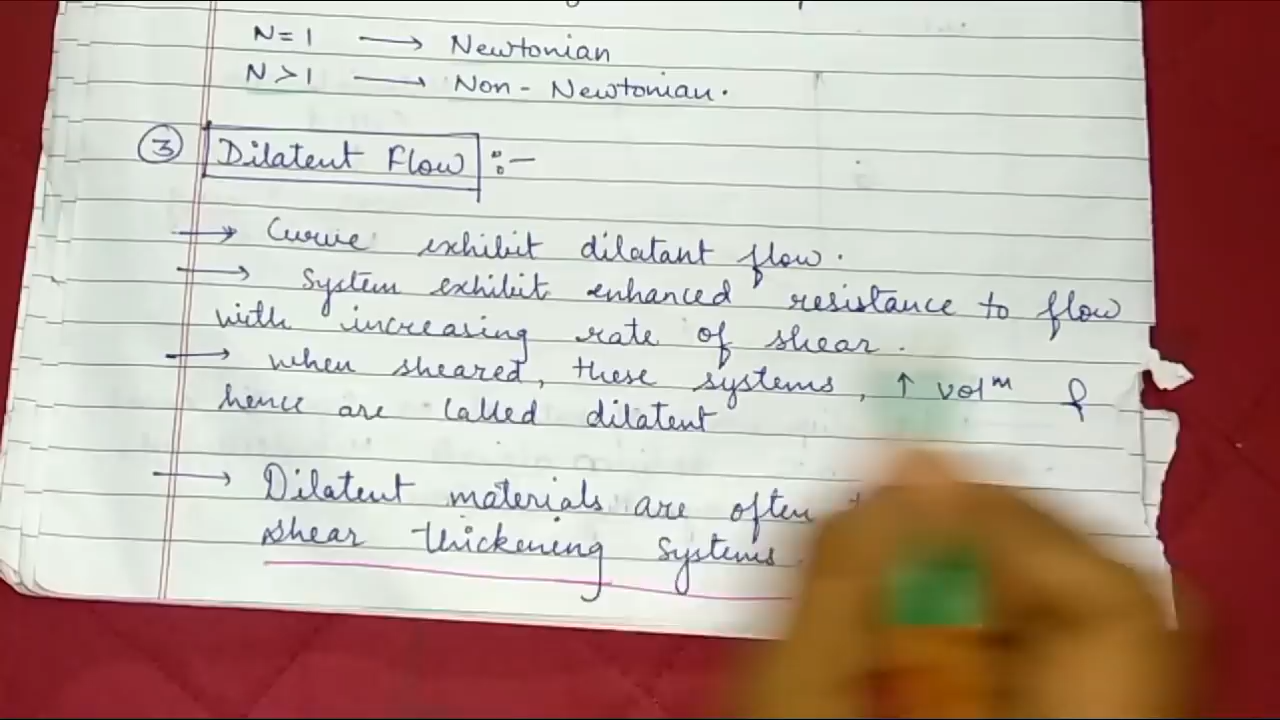 N=1 → Newtonian
N>1 → Non-Newtonian.
③ Dilatent Flow :-
→ Curve exhibit dilatant flow.
→ System exhibit enhanced resistance to flow
with increasing rate of shear.
→ when sheared, these systems, ↑ volᵐ &
hence are called dilatent
→ Dilatent materials are often
shear thickening systems